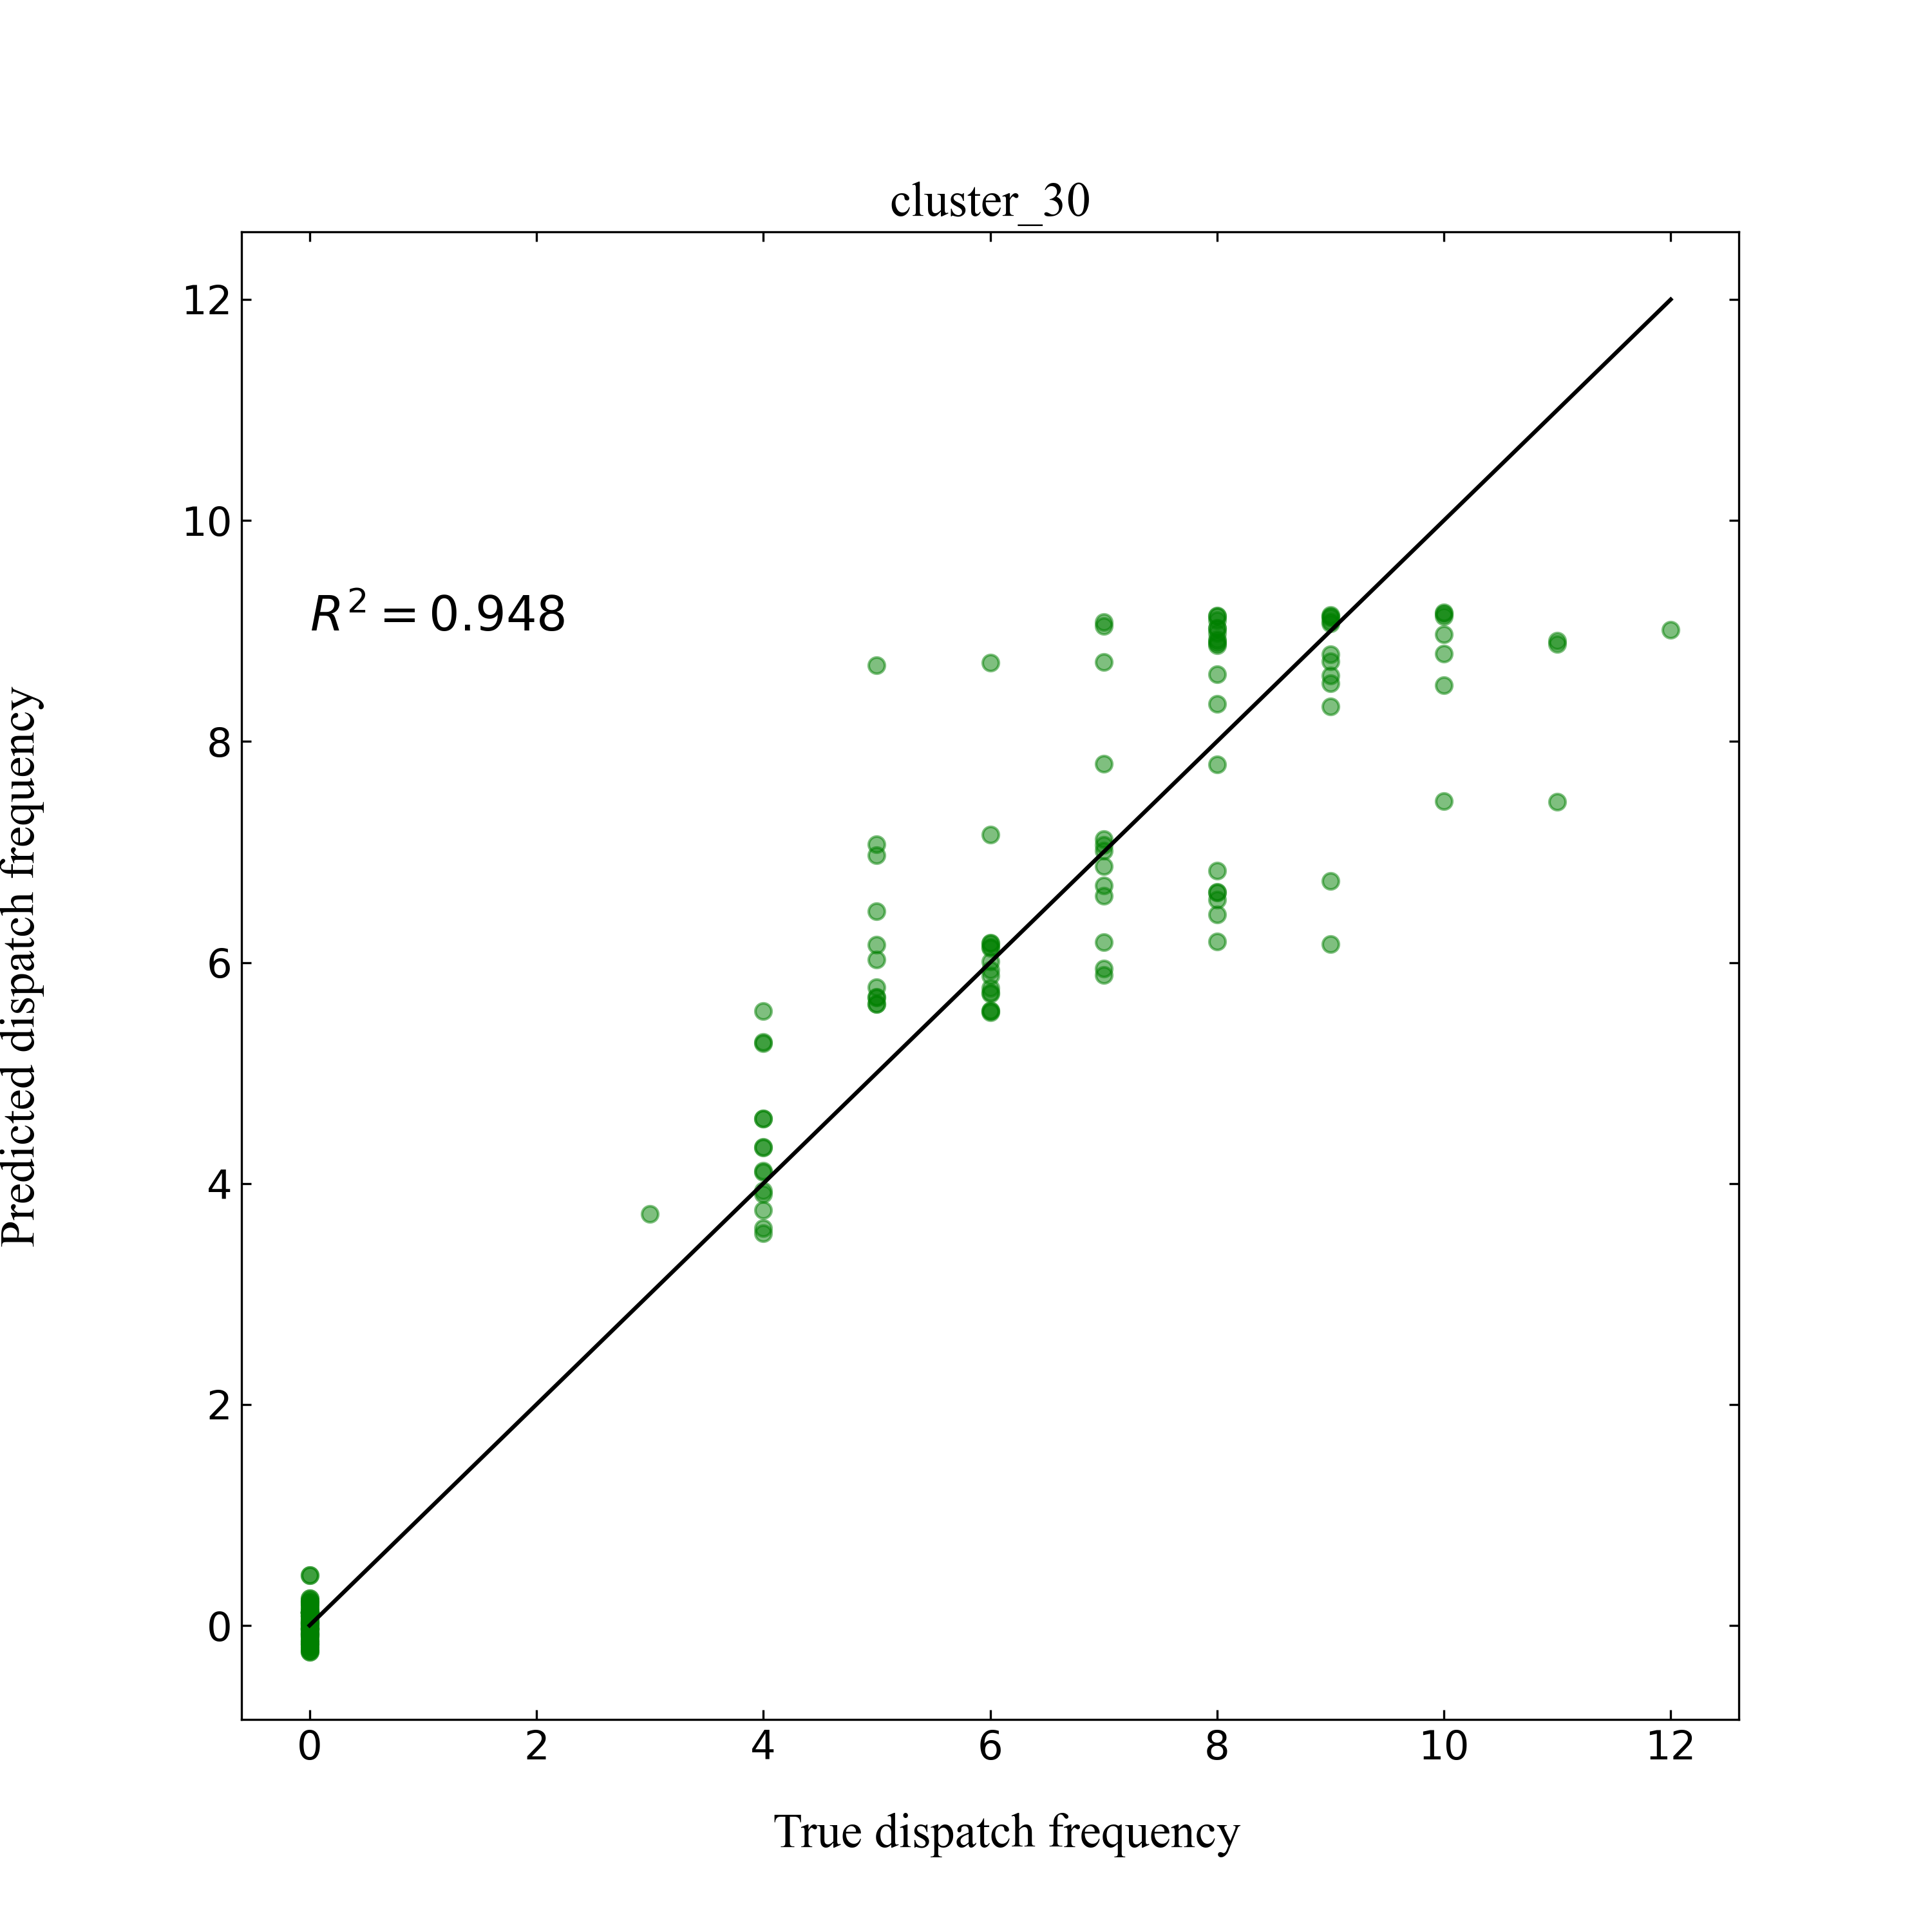 cluster_30
12
10
R² = 0.948
8
6
4
2
0
0 2 4 6 8 10 12
Predicted dispatch frequency
True dispatch frequency